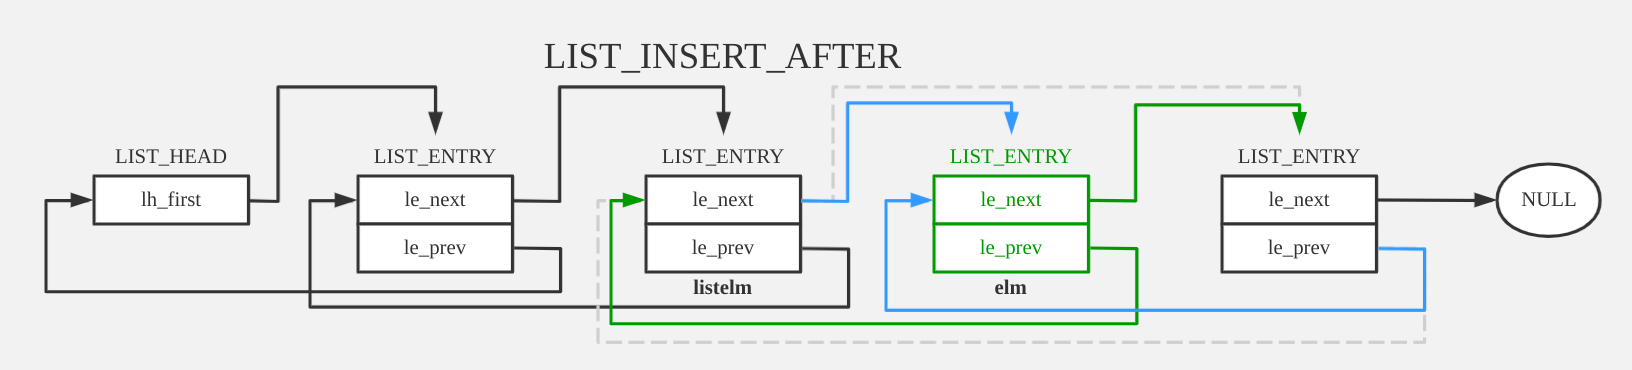 LIST_INSERT_AFTER
LIST_HEAD
LIST_ENTRY
LIST_ENTRY
LIST_ENTRY
LIST_ENTRY
lh_first
le_next
le_next
le_next
le_next
NULL
le_prev
le_prev
le_prev
le_prev
listelm
elm